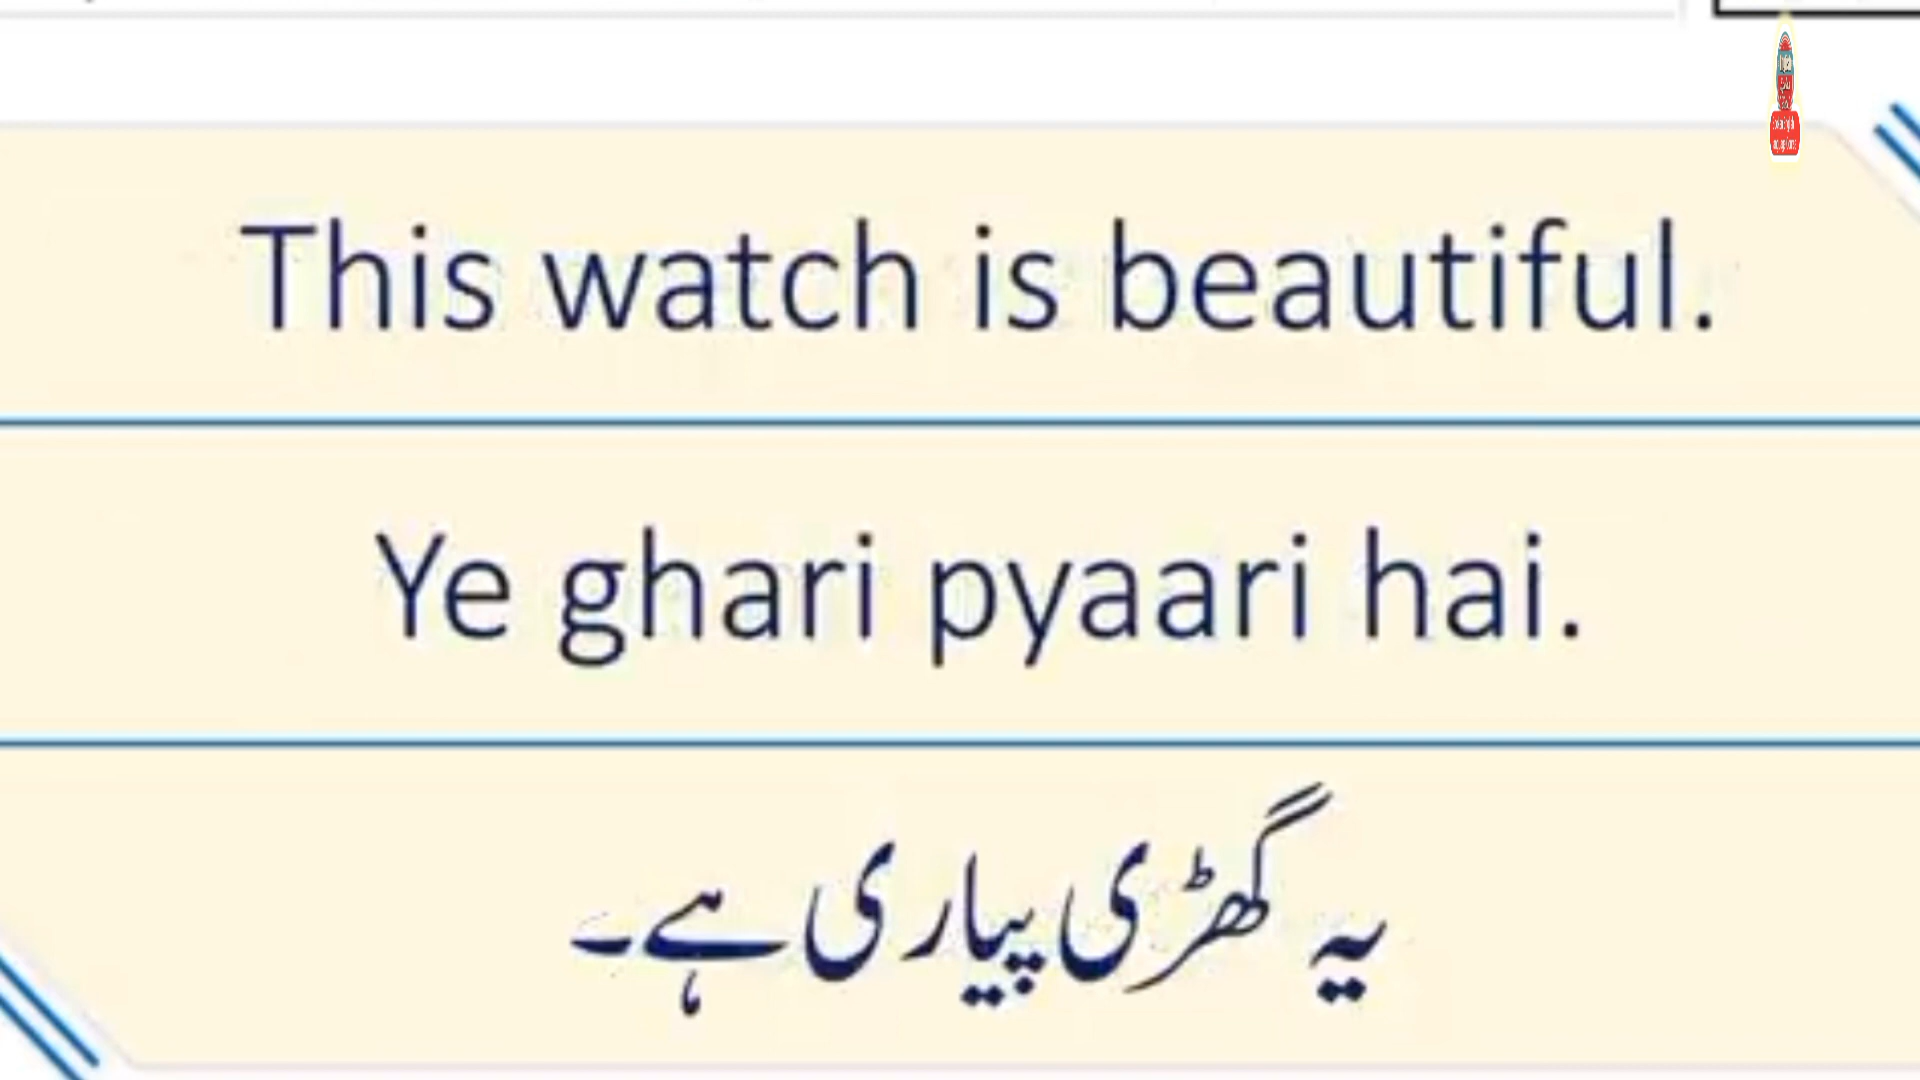 This watch is beautiful.
Ye ghari pyaari hai.
یہ گھڑی پیاری ہے۔